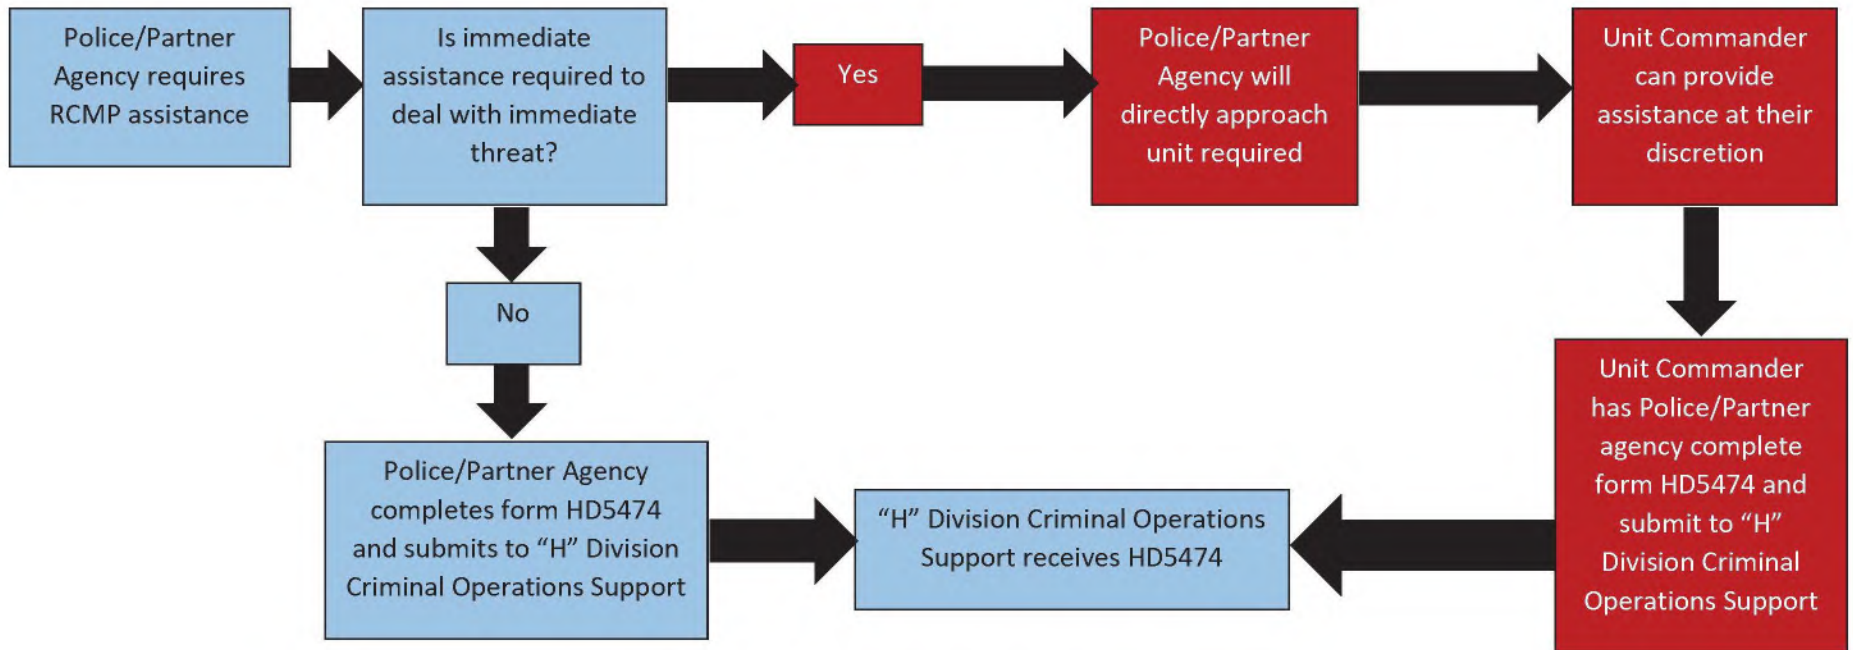 Police/Partner
Agency requires
RCMP assistance
Is immediate
assistance required to
deal with immediate
threat?
Yes
Police/Partner
Agency will
directly approach
unit required
Unit Commander
can provide
assistance at their
discretion
No
Police/Partner Agency
completes form HD5474
and submits to “H” Division
Criminal Operations Support
“H” Division Criminal Operations
Support receives HD5474
Unit Commander
has Police/Partner
agency complete
form HD5474 and
submit to “H”
Division Criminal
Operations Support